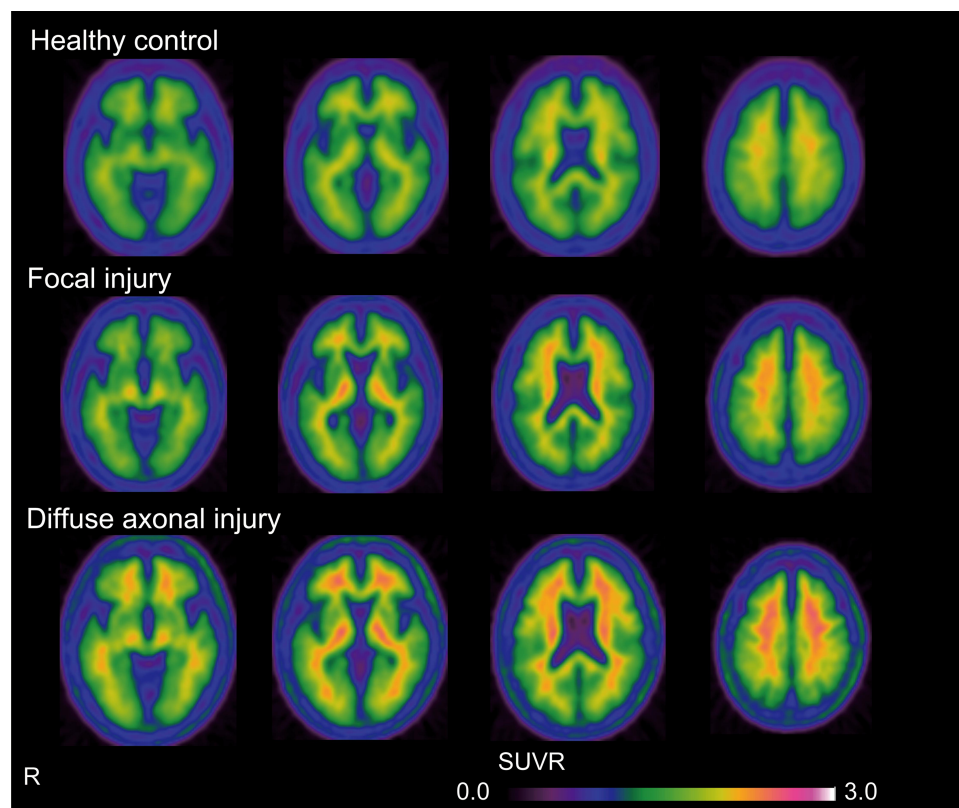 Healthy control
Focal injury
Diffuse axonal injury
SUVR
R
0.0 3.0